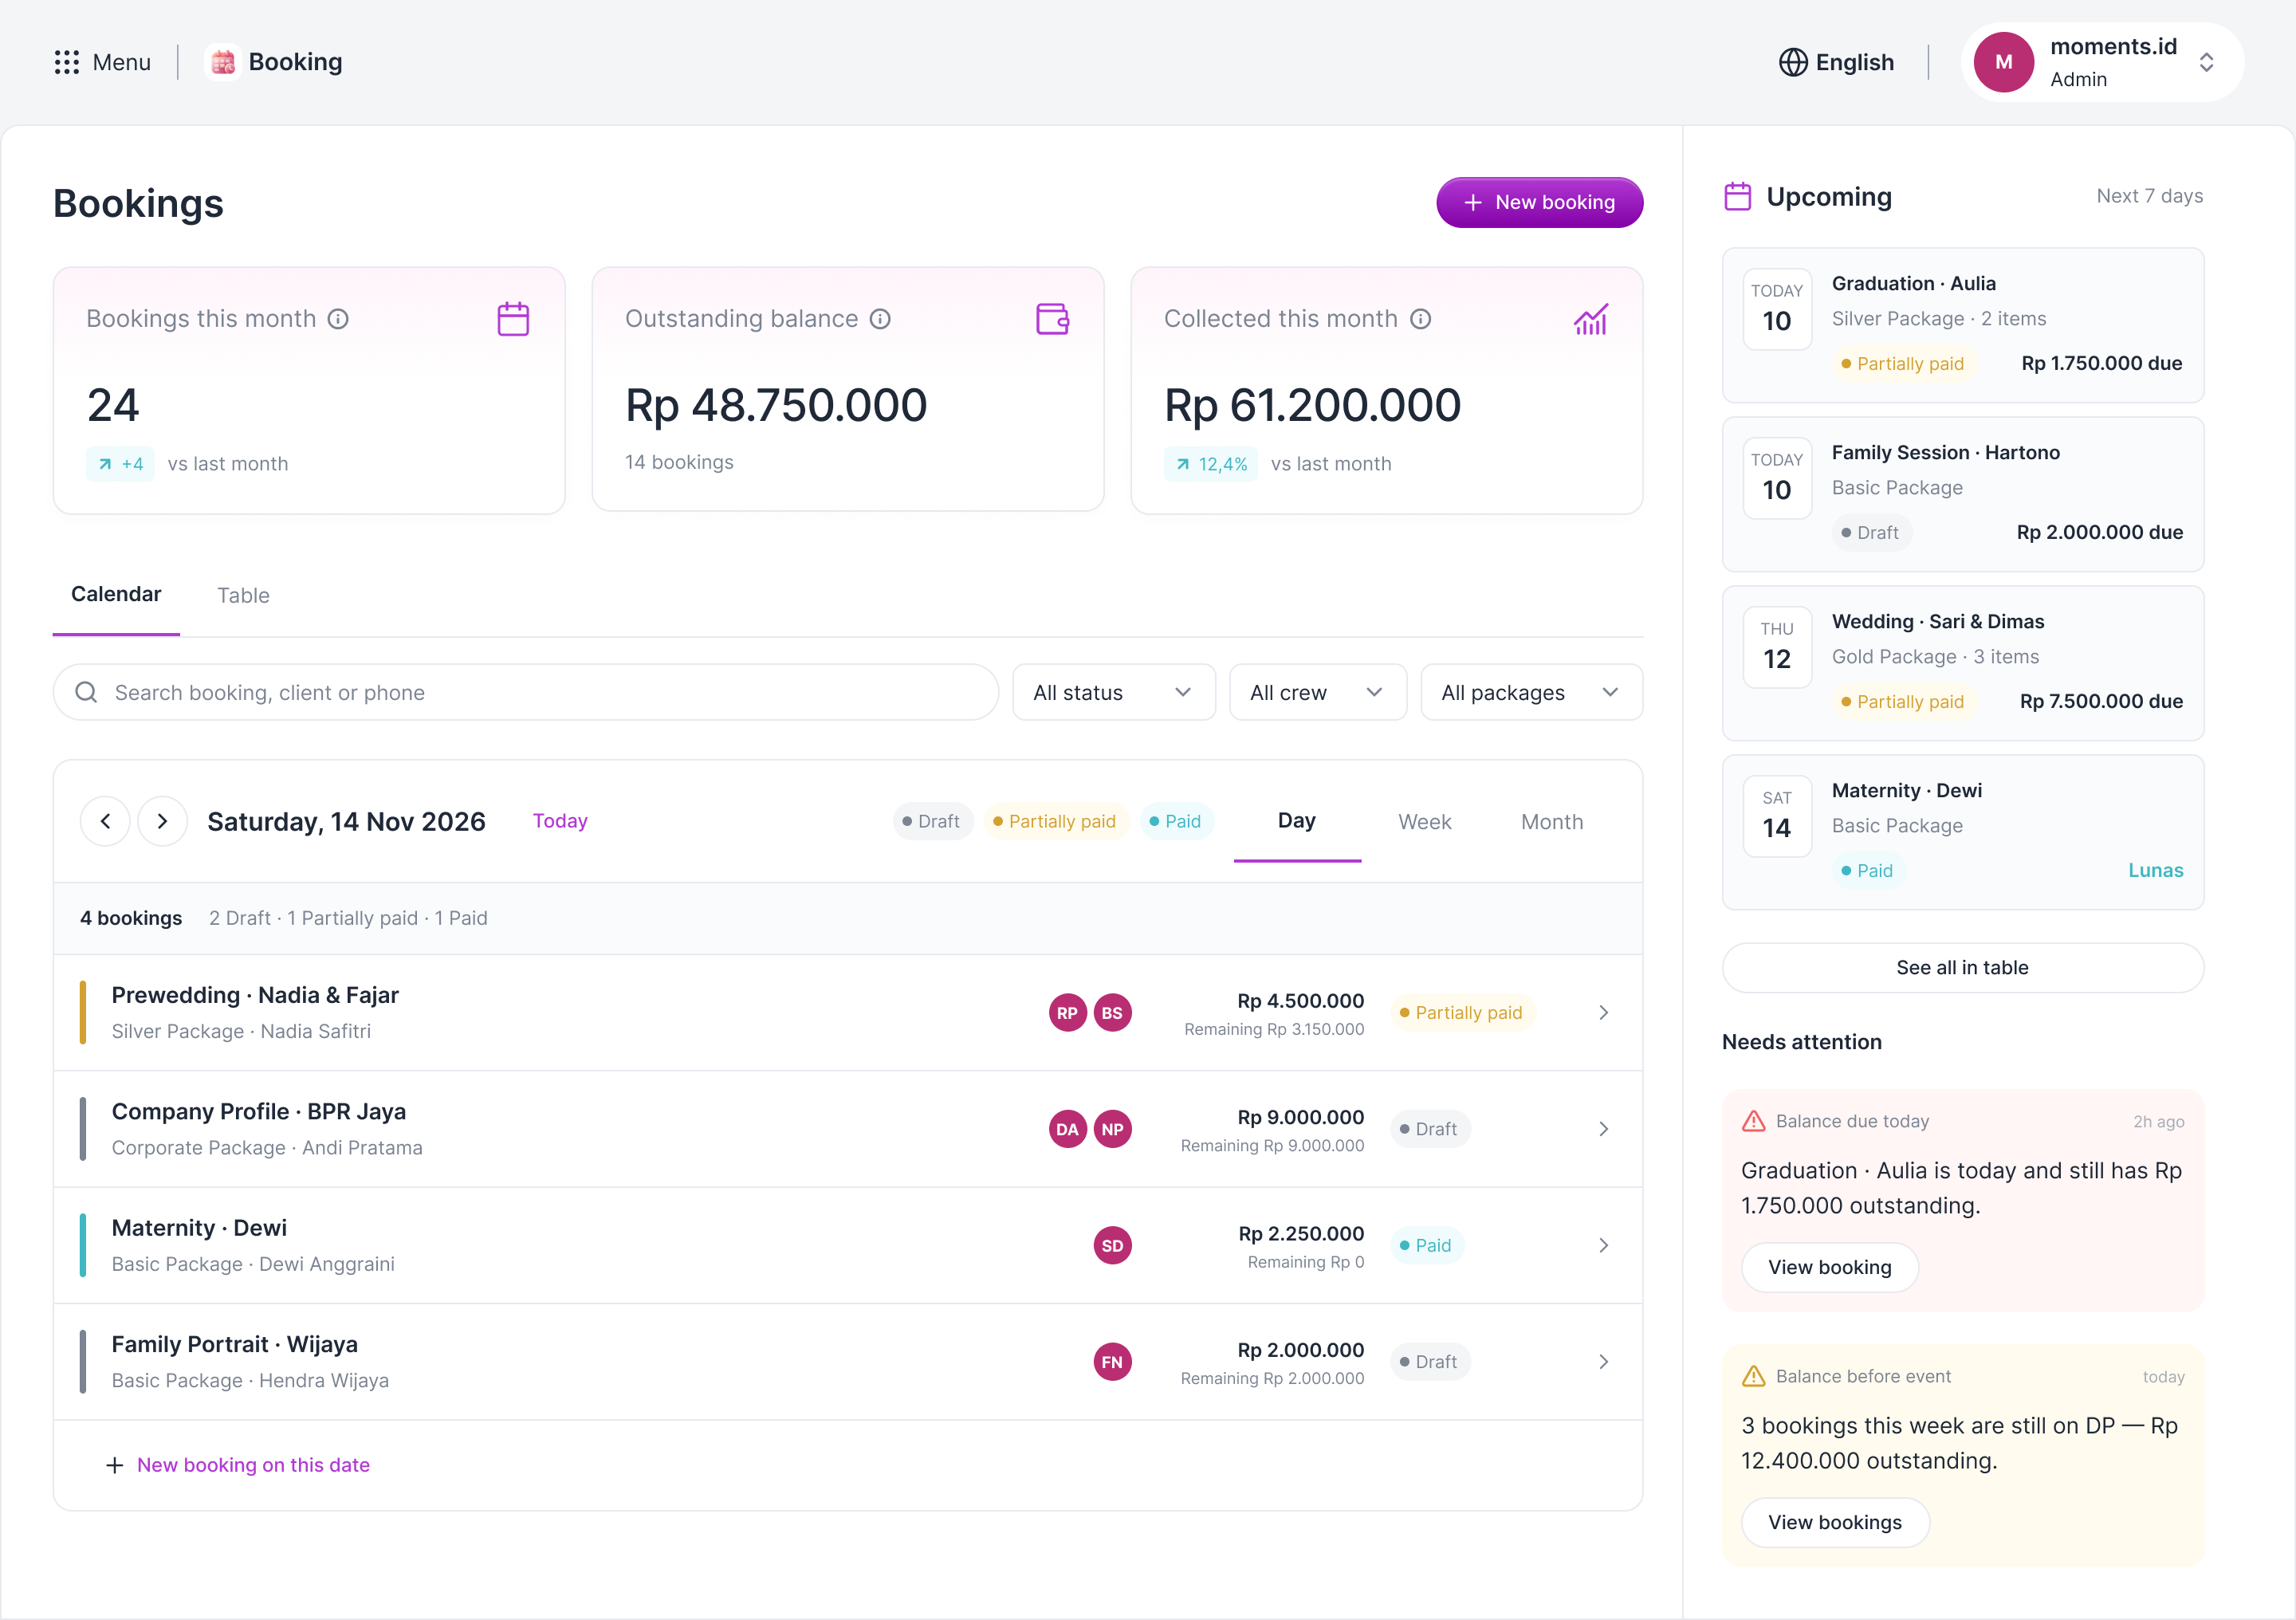 Menu
Booking
English
M
moments.id
Admin
Bookings
New booking
Bookings this month
24
+4 vs last month
Outstanding balance
Rp 48.750.000
14 bookings
Collected this month
Rp 61.200.000
12,4% vs last month
Calendar
Table
Search booking, client or phone
All status
All crew
All packages
Saturday, 14 Nov 2026
Today
Draft
Partially paid
Paid
Day
Week
Month
4 bookings 2 Draft · 1 Partially paid · 1 Paid
Prewedding · Nadia & Fajar
Silver Package · Nadia Safitri
RP
BS
Rp 4.500.000
Remaining Rp 3.150.000
Partially paid
Company Profile · BPR Jaya
Corporate Package · Andi Pratama
DA
NP
Rp 9.000.000
Remaining Rp 9.000.000
Draft
Maternity · Dewi
Basic Package · Dewi Anggraini
SD
Rp 2.250.000
Remaining Rp 0
Paid
Family Portrait · Wijaya
Basic Package · Hendra Wijaya
FN
Rp 2.000.000
Remaining Rp 2.000.000
Draft
New booking on this date
Upcoming
Next 7 days
TODAY
10
Graduation · Aulia
Silver Package · 2 items
Partially paid
Rp 1.750.000 due
TODAY
10
Family Session · Hartono
Basic Package
Draft
Rp 2.000.000 due
THU
12
Wedding · Sari & Dimas
Gold Package · 3 items
Partially paid
Rp 7.500.000 due
SAT
14
Maternity · Dewi
Basic Package
Paid
Lunas
See all in table
Needs attention
Balance due today
2h ago
Graduation · Aulia is today and still has Rp
1.750.000 outstanding.
View booking
Balance before event
today
3 bookings this week are still on DP — Rp
12.400.000 outstanding.
View bookings